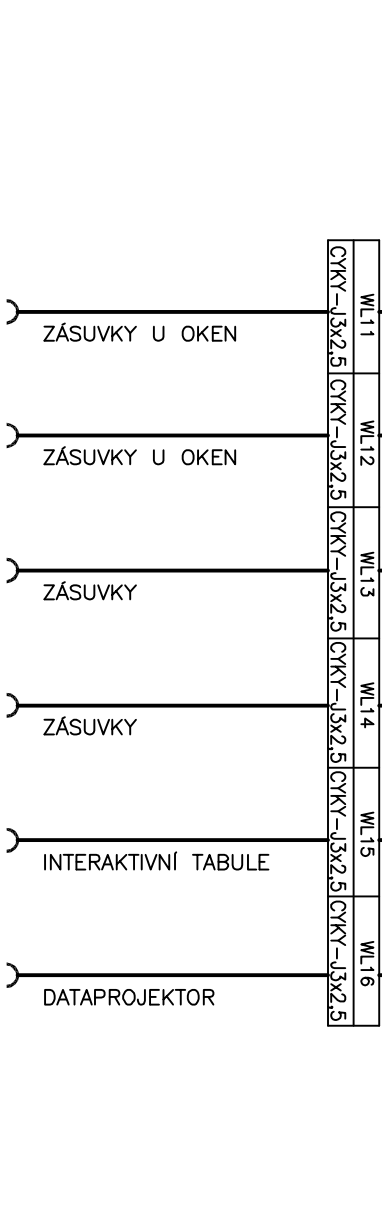 WL11
CYKY-J3x2,5
ZÁSUVKY U OKEN
WL12
CYKY-J3x2,5
ZÁSUVKY U OKEN
WL13
CYKY-J3x2,5
ZÁSUVKY
WL14
CYKY-J3x2,5
ZÁSUVKY
WL15
CYKY-J3x2,5
INTERAKTIVNÍ TABULE
WL16
CYKY-J3x2,5
DATAPROJEKTOR